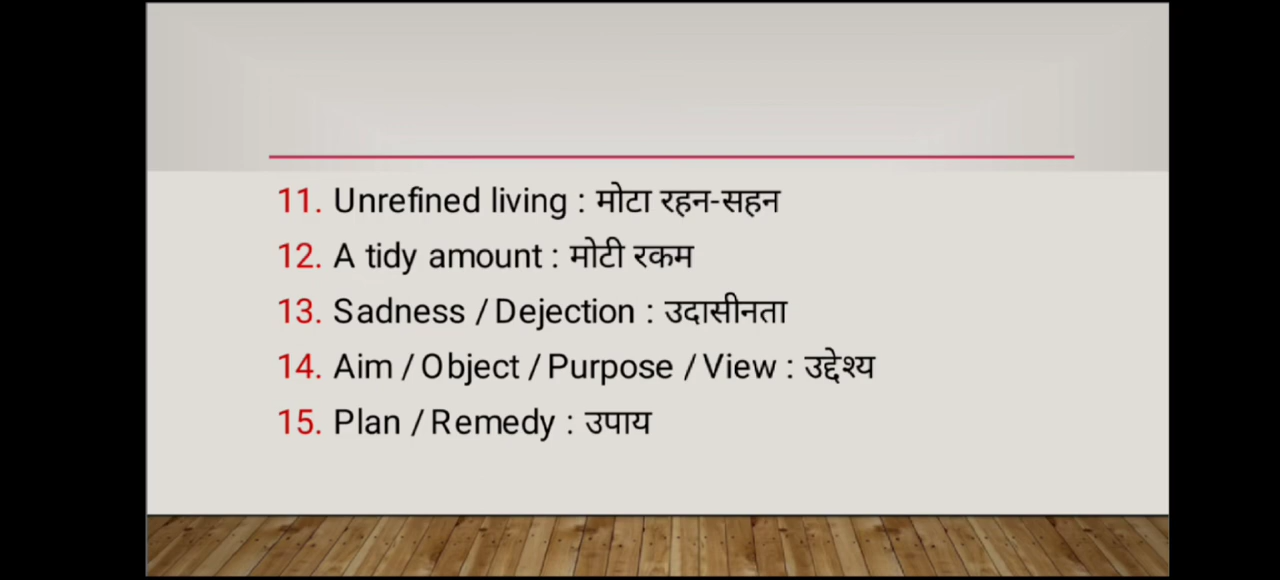 11. Unrefined living : मोटा रहन-सहन
12. A tidy amount : मोटी रकम
13. Sadness / Dejection : उदासीनता
14. Aim / Object / Purpose / View : उद्देश्य
15. Plan / Remedy : उपाय